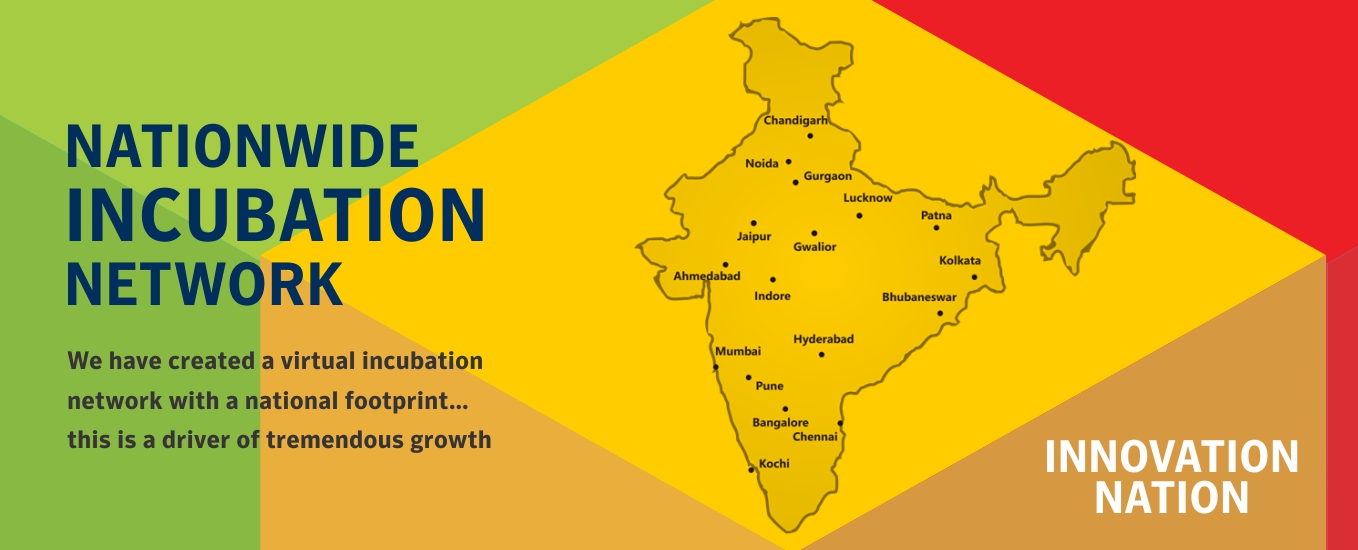 NATIONWIDE
INCUBATION
NETWORK
We have created a virtual incubation
network with a national footprint...
this is a driver of tremendous growth
Chandigarh
Noida
Gurgaon
Lucknow
Patna
Jaipur
Gwalior
Kolkata
Ahmedabad
Indore
Bhubaneswar
Hyderabad
Mumbai
Pune
Bangalore
Chennai
Kochi
INNOVATION
NATION